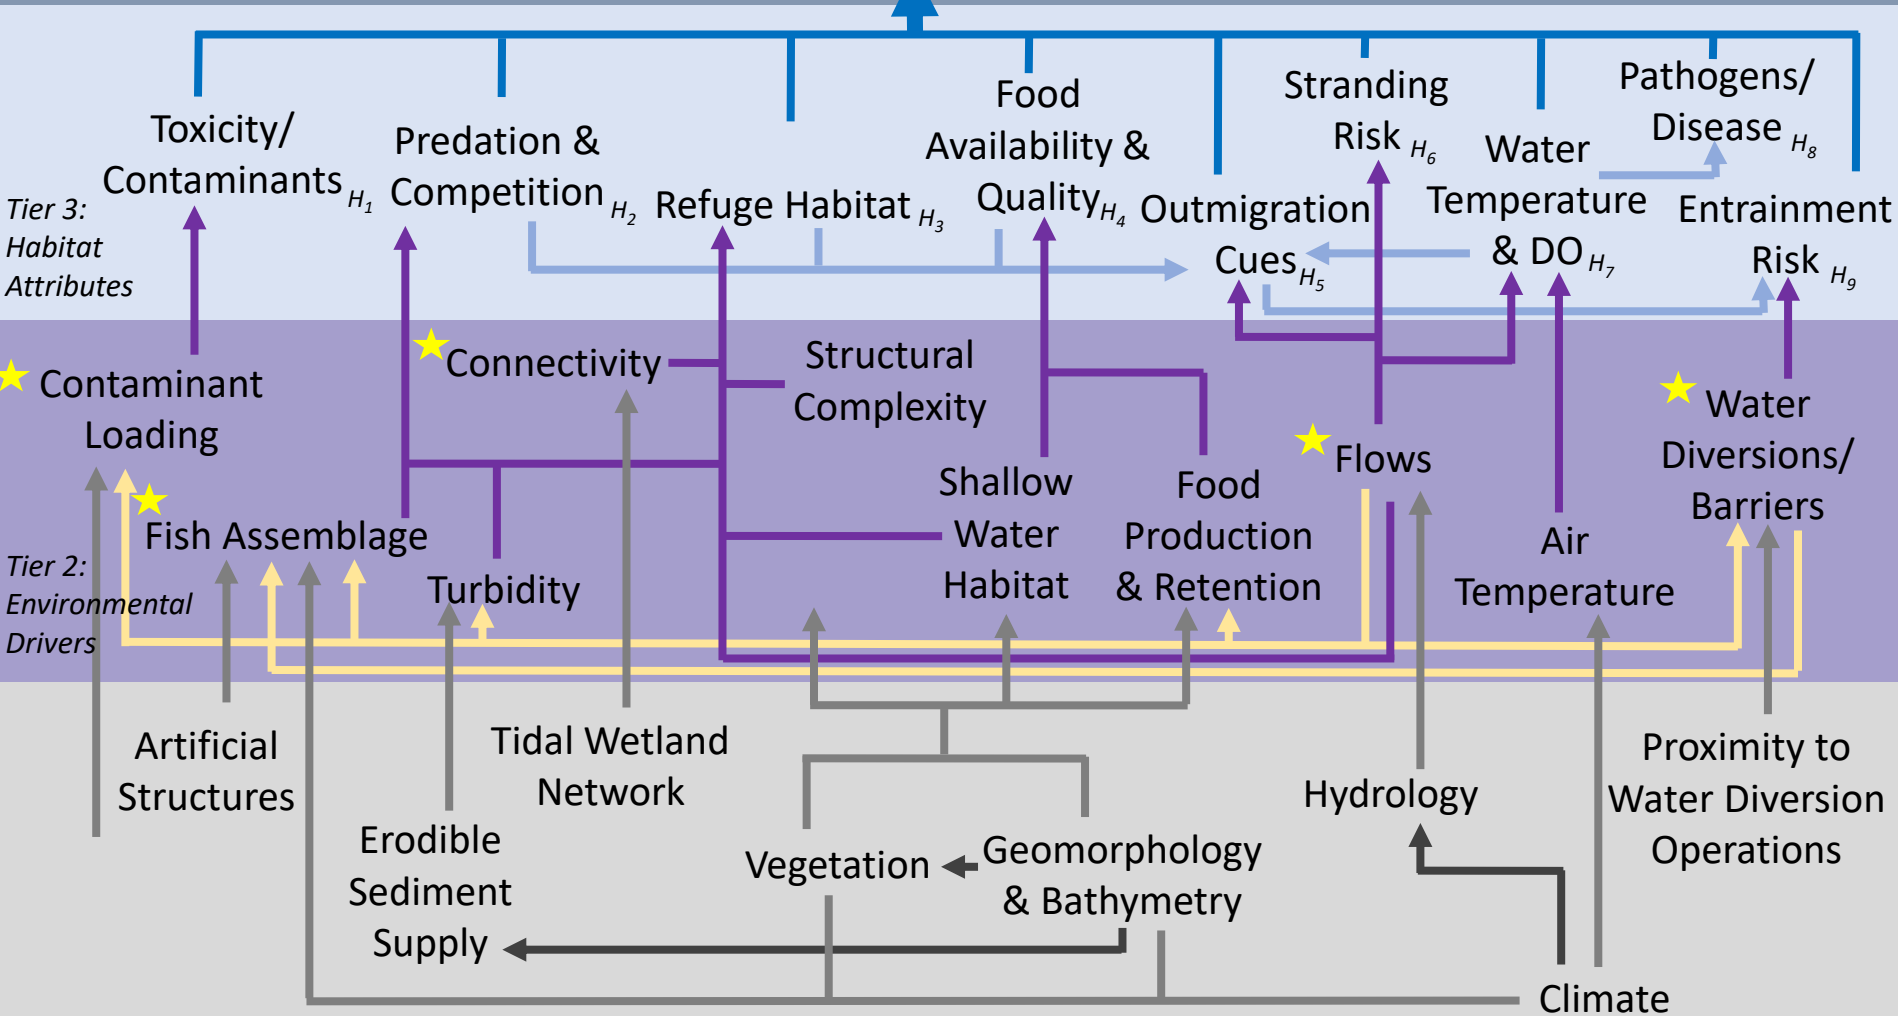 Toxicity/
Contaminants H1
Predation &
Competition H2
Refuge Habitat H3
Food
Availability &
Quality H4
Outmigration
Cues H5
Stranding
Risk H6
Water
Temperature
& DO H7
Pathogens/
Disease H8
Entrainment
Risk H9
Tier 3:
Habitat
Attributes
Contaminant
Loading
Connectivity
Structural
Complexity
Fish Assemblage
Turbidity
Shallow
Water
Habitat
Food
Production
& Retention
Flows
Air
Temperature
Water
Diversions/
Barriers
Tier 2:
Environmental
Drivers
Artificial
Structures
Erodible
Sediment
Supply
Tidal Wetland
Network
Vegetation
Geomorphology
& Bathymetry
Hydrology
Proximity to
Water Diversion
Operations
Climate